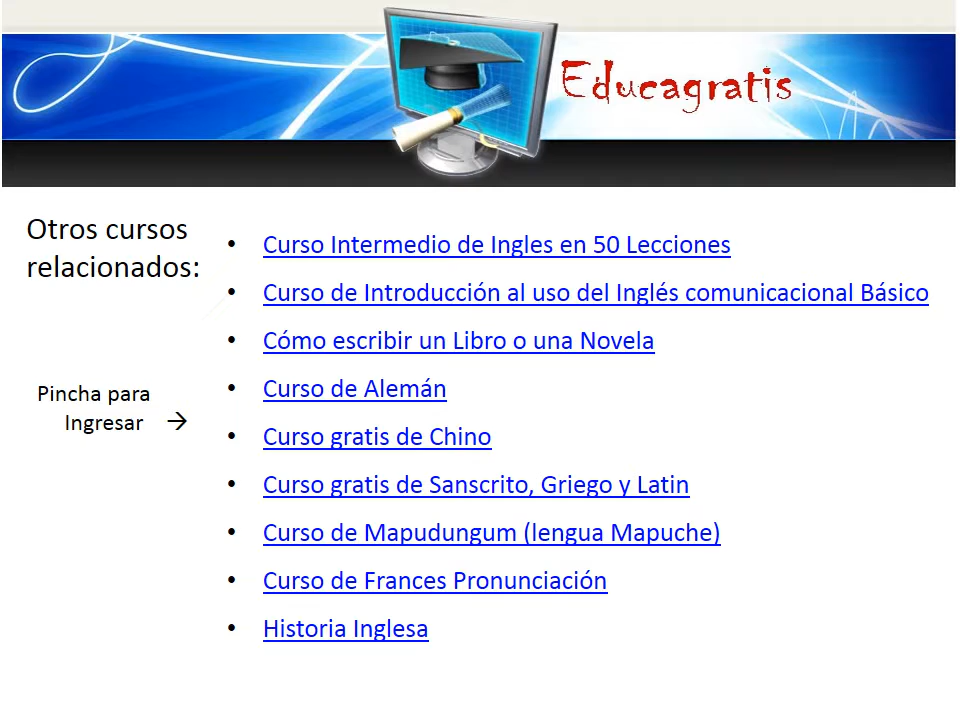 Educagratis
Otros cursos
relacionados:
• Curso Intermedio de Ingles en 50 Lecciones
• Curso de Introducción al uso del Inglés comunicacional Básico
• Cómo escribir un Libro o una Novela
• Curso de Alemán
Pincha para
Ingresar →
• Curso gratis de Chino
• Curso gratis de Sanscrito, Griego y Latin
• Curso de Mapudungum (lengua Mapuche)
• Curso de Frances Pronunciación
• Historia Inglesa